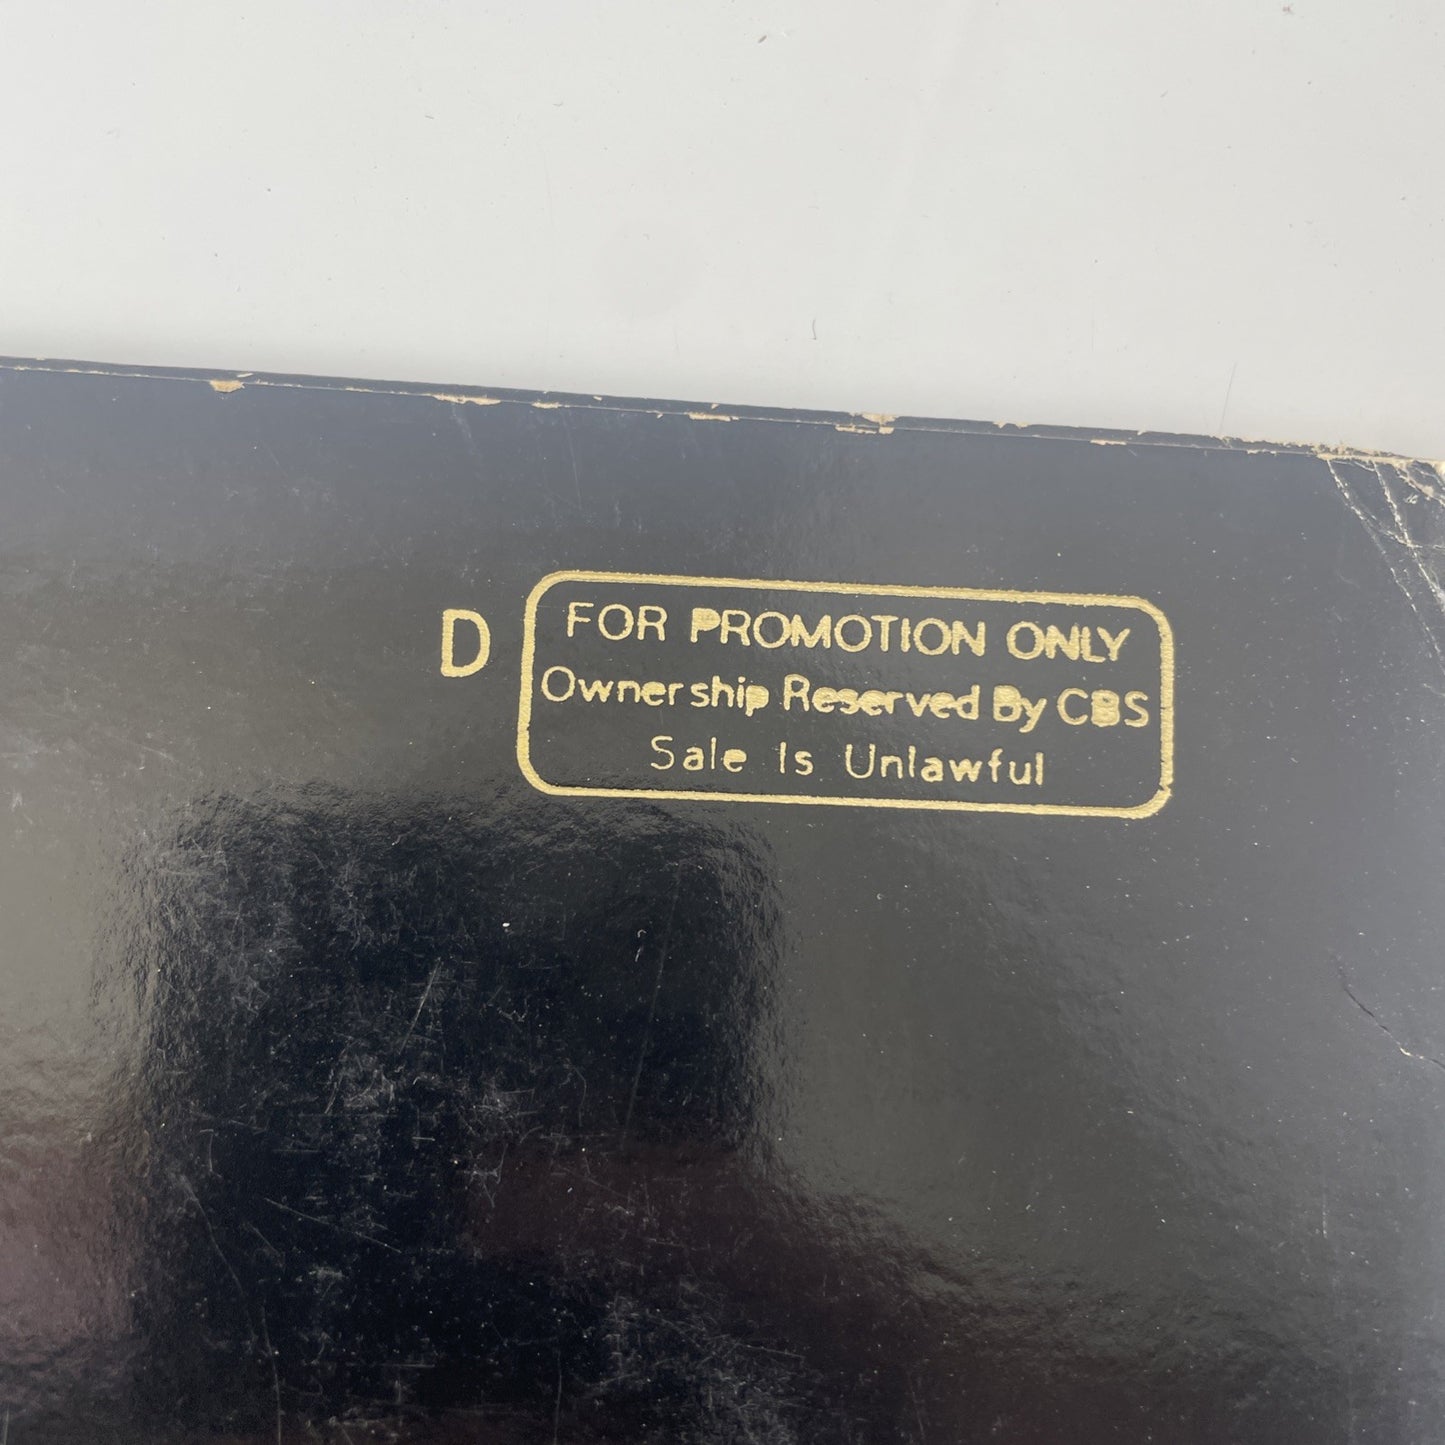 D
FOR PROMOTION ONLY
Ownership Reserved By CBS
Sale Is Unlawful